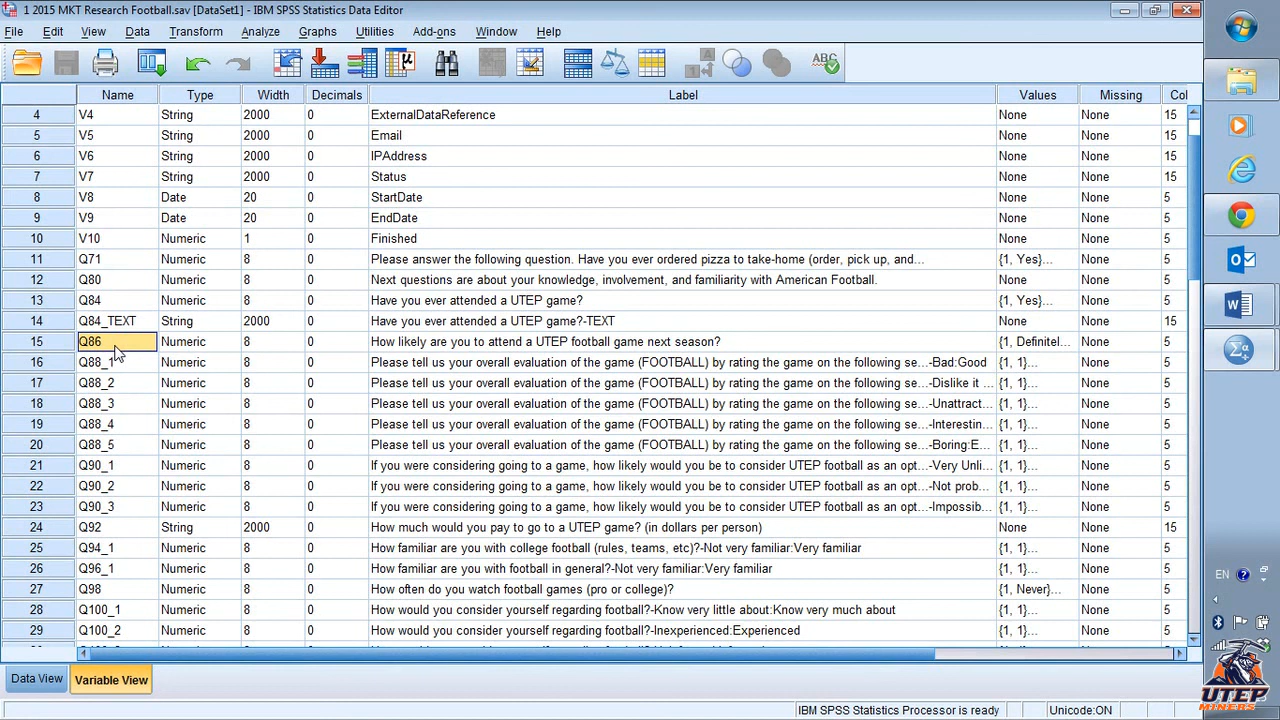 1 2015 MKT Research Football.sav [DataSet1] - IBM SPSS Statistics Data Editor
File Edit View Data Transform Analyze Graphs Utilities Add-ons Window Help
Name Type Width Decimals Label Values Missing Col
4 V4 String 2000 0 ExternalDataReference None None 15
5 V5 String 2000 0 Email None None 15
6 V6 String 2000 0 IPAddress None None 15
7 V7 String 2000 0 Status None None 15
8 V8 Date 20 0 StartDate None None 5
9 V9 Date 20 0 EndDate None None 5
10 V10 Numeric 1 0 Finished None None 5
11 Q71 Numeric 8 0 Please answer the following question. Have you ever ordered pizza to take-home (order, pick up, and... {1, Yes}... None 5
12 Q80 Numeric 8 0 Next questions are about your knowledge, involvement, and familiarity with American Football. None None 5
13 Q84 Numeric 8 0 Have you ever attended a UTEP game? {1, Yes}... None 5
14 Q84_TEXT String 2000 0 Have you ever attended a UTEP game?-TEXT None None 15
15 Q86 Numeric 8 0 How likely are you to attend a UTEP football game next season? {1, Definitel... None 5
16 Q88_1 Numeric 8 0 Please tell us your overall evaluation of the game (FOOTBALL) by rating the game on the following se...-Bad:Good {1, 1}... None 5
17 Q88_2 Numeric 8 0 Please tell us your overall evaluation of the game (FOOTBALL) by rating the game on the following se...-Dislike it ... {1, 1}... None 5
18 Q88_3 Numeric 8 0 Please tell us your overall evaluation of the game (FOOTBALL) by rating the game on the following se...-Unattract... {1, 1}... None 5
19 Q88_4 Numeric 8 0 Please tell us your overall evaluation of the game (FOOTBALL) by rating the game on the following se...-Interestin... {1, 1}... None 5
20 Q88_5 Numeric 8 0 Please tell us your overall evaluation of the game (FOOTBALL) by rating the game on the following se...-Boring:E... {1, 1}... None 5
21 Q90_1 Numeric 8 0 If you were considering going to a game, how likely would you be to consider UTEP football as an opt...-Very Unli... {1, 1}... None 5
22 Q90_2 Numeric 8 0 If you were considering going to a game, how likely would you be to consider UTEP football as an opt...-Not prob... {1, 1}... None 5
23 Q90_3 Numeric 8 0 If you were considering going to a game, how likely would you be to consider UTEP football as an opt...-Impossib... {1, 1}... None 5
24 Q92 String 2000 0 How much would you pay to go to a UTEP game? (in dollars per person) None None 15
25 Q94_1 Numeric 8 0 How familiar are you with college football (rules, teams, etc)?-Not very familiar:Very familiar {1, 1}... None 5
26 Q96_1 Numeric 8 0 How familiar are you with football in general?-Not very familiar:Very familiar {1, 1}... None 5
27 Q98 Numeric 8 0 How often do you watch football games (pro or college)? {1, Never}... None 5
28 Q100_1 Numeric 8 0 How would you consider yourself regarding football?-Know very little about:Know very much about {1, 1}... None 5
29 Q100_2 Numeric 8 0 How would you consider yourself regarding football?-Inexperienced:Experienced {1, 1}... None 5
Data View Variable View
IBM SPSS Statistics Processor is ready Unicode:ON
EN
UTEP
MINERS